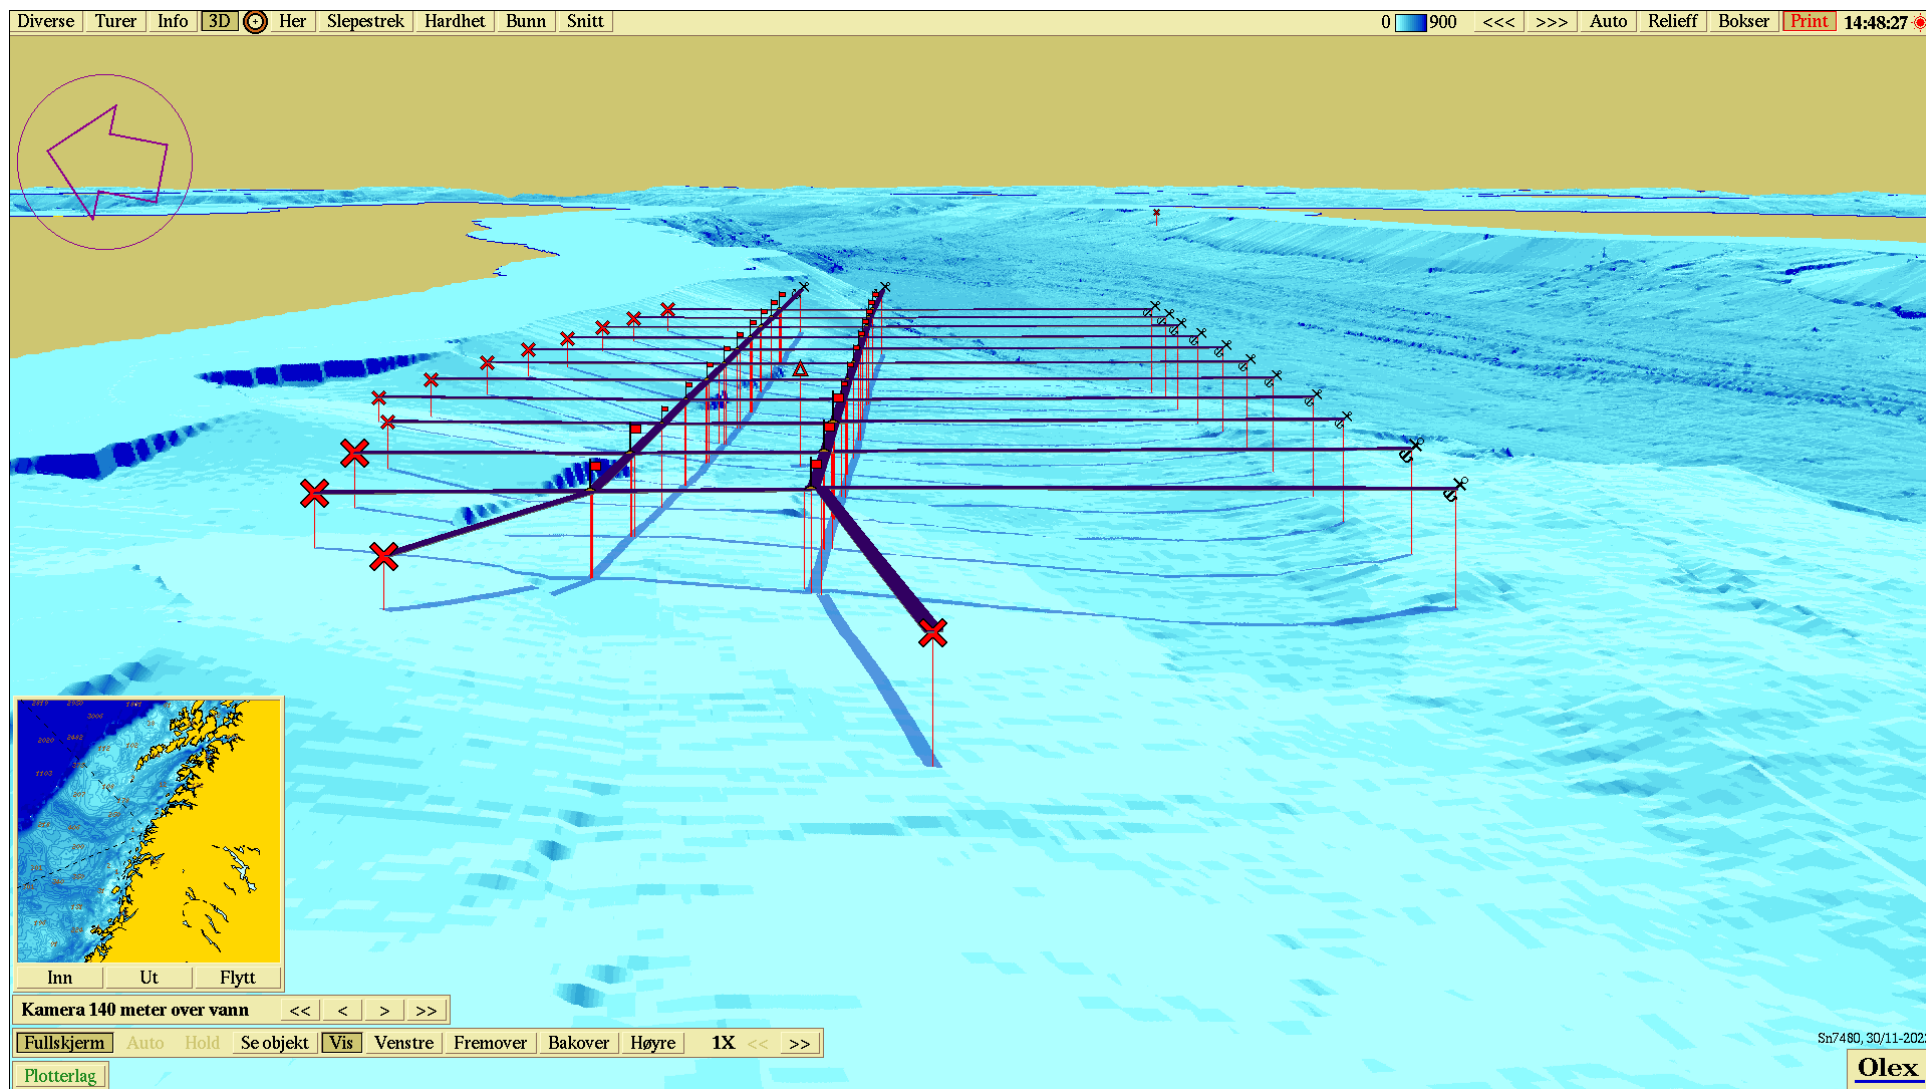 Diverse Turer Info 3D Her Slepestrek Hardhet Bunn Snitt 0 900 <<< >>> Auto Relieff Bokser Print 14:48:27
Inn Ut Flytt
Kamera 140 meter over vann << < > >>
Fullskjerm Auto Hold Se objekt Vis Venstre Fremover Bakover Høyre 1X << >>
Sn7480, 30/11-202
Plotterlag
Olex